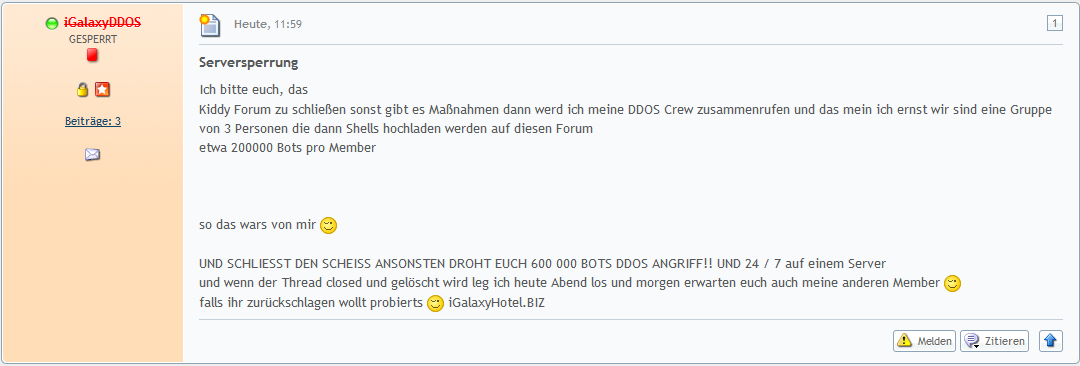 iGalaxyDDOS
GESPERRT
Beiträge: 3
Heute, 11:59
1
Serversperrung
Ich bitte euch, das
Kiddy Forum zu schließen sonst gibt es Maßnahmen dann werd ich meine DDOS Crew zusammenrufen und das mein ich ernst wir sind eine Gruppe
von 3 Personen die dann Shells hochladen werden auf diesen Forum
etwa 200000 Bots pro Member
so das wars von mir
UND SCHLIESST DEN SCHEISS ANSONSTEN DROHT EUCH 600 000 BOTS DDOS ANGRIFF!! UND 24 / 7 auf einem Server
und wenn der Thread closed und gelöscht wird leg ich heute Abend los und morgen erwarten euch auch meine anderen Member
falls ihr zurückschlagen wollt probierts iGalaxyHotel.BIZ
Melden
Zitieren